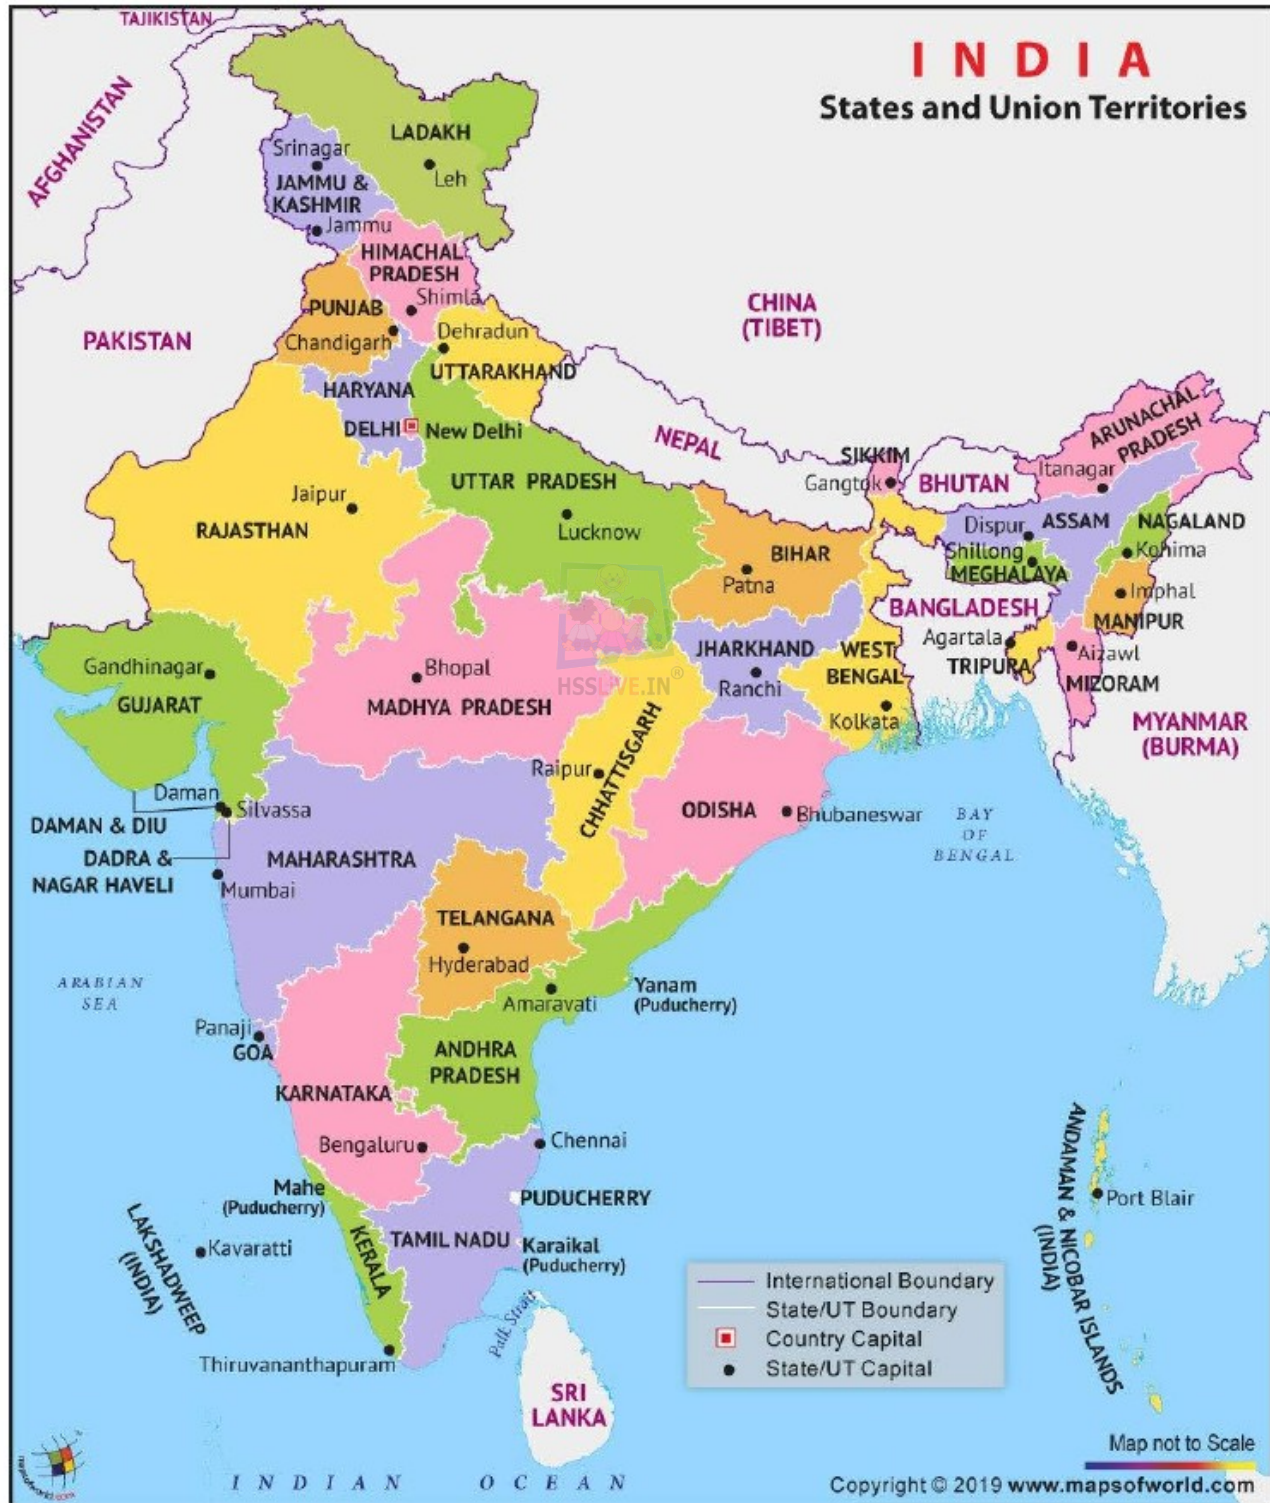 TAJIKISTAN
INDIA
States and Union Territories
AFGHANISTAN
LADAKH
Srinagar
Leh
JAMMU &
KASHMIR
Jammu
HIMACHAL
PRADESH
Shimla
CHINA
(TIBET)
PUNJAB
Chandigarh
Dehradun
PAKISTAN
UTTARAKHAND
HARYANA
DELHI
New Delhi
NEPAL
ARUNACHAL
PRADESH
SIKKIM
Gangtok
BHUTAN
Itanagar
UTTAR PRADESH
Jaipur
RAJASTHAN
Lucknow
Dispur
ASSAM
NAGALAND
BIHAR
Shillong
Kohima
MEGHALAYA
Patna
Imphal
BANGLADESH
MANIPUR
JHARKHAND
WEST
BENGAL
Agartala
TRIPURA
Aizawl
MIZORAM
Gandhinagar
Bhopal
HSSLiVE.IN®
Ranchi
GUJARAT
MADHYA PRADESH
Kolkata
MYANMAR
(BURMA)
CHHATTISGARH
Raipur
Daman
Silvassa
ODISHA
Bhubaneswar
BAY
OF
BENGAL
DAMAN & DIU
DADRA &
NAGAR HAVELI
MAHARASHTRA
Mumbai
TELANGANA
Hyderabad
ARABIAN
SEA
Amaravati
Yanam
(Puducherry)
Panaji
GOA
ANDHRA
PRADESH
KARNATAKA
Bengaluru
Chennai
Mahe
(Puducherry)
PUDUCHERRY
ANDAMAN & NICOBAR ISLANDS
(INDIA)
Port Blair
LAKSHADWEEP
(INDIA)
Kavaratti
KERALA
TAMIL NADU
Karaikal
(Puducherry)
International Boundary
State/UT Boundary
Country Capital
State/UT Capital
Palk Strait
Thiruvananthapuram
SRI
LANKA
Map not to Scale
mapsofworld.com
INDIAN OCEAN
Copyright © 2019 www.mapsofworld.com